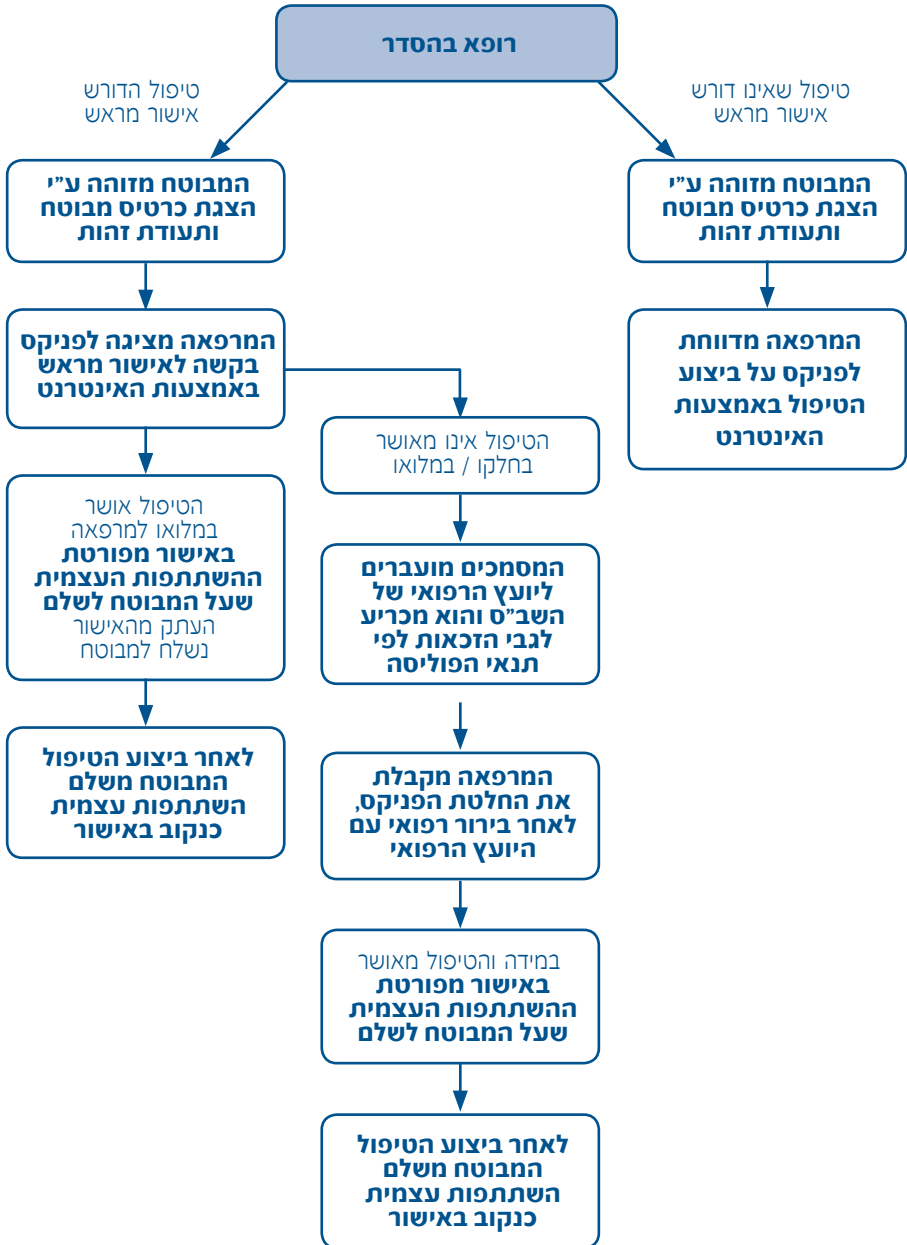 רופא בהסדר
טיפול שאינו דורש
אישור מראש
המבוטח מזוהה ע"י
הצגת כרטיס מבוטח
ותעודת זהות
המרפאה מדווחת
לפניקס על ביצוע
הטיפול באמצעות
האינטרנט
טיפול הדורש
אישור מראש
המבוטח מזוהה ע"י
הצגת כרטיס מבוטח
ותעודת זהות
המרפאה מציגה לפניקס
בקשה לאישור מראש
באמצעות האינטרנט
הטיפול אינו מאושר
בחלקו / במלואו
המסמכים מועברים
ליועץ הרפואי של
השב"ס והוא מכריע
לגבי הזכאות לפי
תנאי הפוליסה
המרפאה מקבלת
את החלטת הפניקס,
לאחר בירור רפואי עם
היועץ הרפואי
במידה והטיפול מאושר
באישור מפורטת
ההשתתפות העצמית
שעל המבוטח לשלם
לאחר ביצוע הטיפול
המבוטח משלם
השתתפות עצמית
כנקוב באישור
הטיפול אושר
במלואו למרפאה
באישור מפורטת
ההשתתפות העצמית
שעל המבוטח לשלם
העתק מהאישור
נשלח למבוטח
לאחר ביצוע הטיפול
המבוטח משלם
השתתפות עצמית
כנקוב באישור